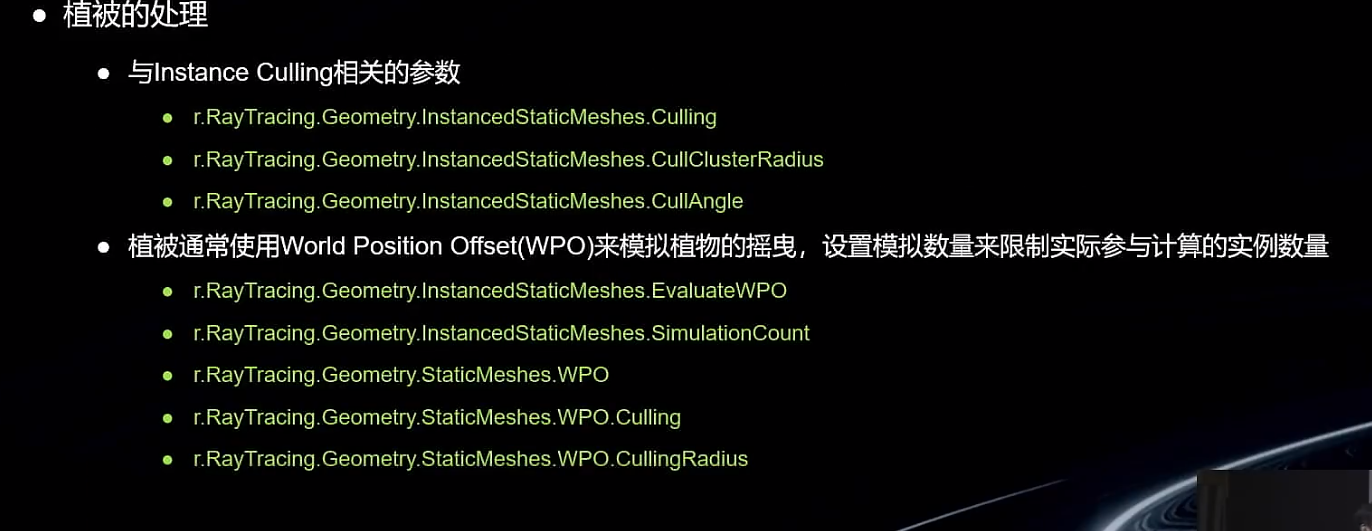 植被的处理
与Instance Culling相关的参数
r.RayTracing.Geometry.InstancedStaticMeshes.Culling
r.RayTracing.Geometry.InstancedStaticMeshes.CullClusterRadius
r.RayTracing.Geometry.InstancedStaticMeshes.CullAngle
植被通常使用World Position Offset(WPO)来模拟植物的摇曳，设置模拟数量来限制实际参与计算的实例数量
r.RayTracing.Geometry.InstancedStaticMeshes.EvaluateWPO
r.RayTracing.Geometry.InstancedStaticMeshes.SimulationCount
r.RayTracing.Geometry.StaticMeshes.WPO
r.RayTracing.Geometry.StaticMeshes.WPO.Culling
r.RayTracing.Geometry.StaticMeshes.WPO.CullingRadius